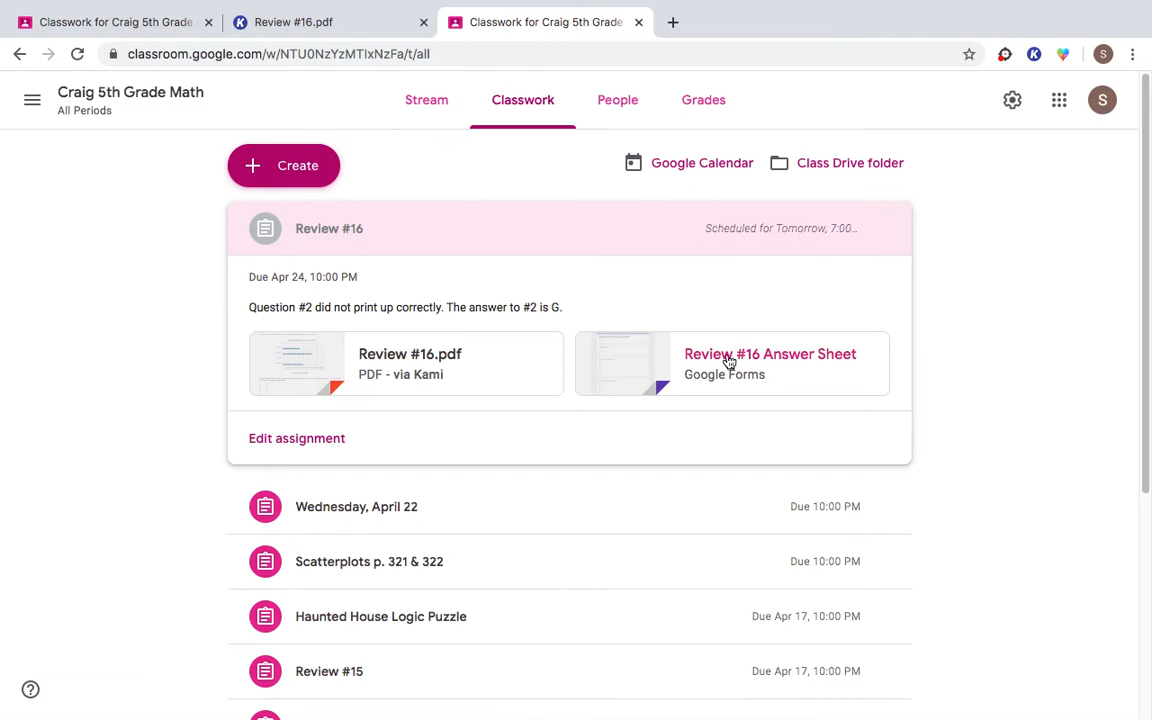 Classwork for Craig 5th Grade
Review #16.pdf
Classwork for Craig 5th Grade
classroom.google.com/w/NTU0NzYzMTIxNzFa/t/all
S
Craig 5th Grade Math
All Periods
Stream
Classwork
People
Grades
S
Create
Google Calendar
Class Drive folder
Review #16
Scheduled for Tomorrow, 7:00...
Due Apr 24, 10:00 PM
Question #2 did not print up correctly. The answer to #2 is G.
Review #16.pdf
PDF - via Kami
Review #16 Answer Sheet
Google Forms
Edit assignment
Wednesday, April 22
Due 10:00 PM
Scatterplots p. 321 & 322
Due 10:00 PM
Haunted House Logic Puzzle
Due Apr 17, 10:00 PM
Review #15
Due Apr 17, 10:00 PM